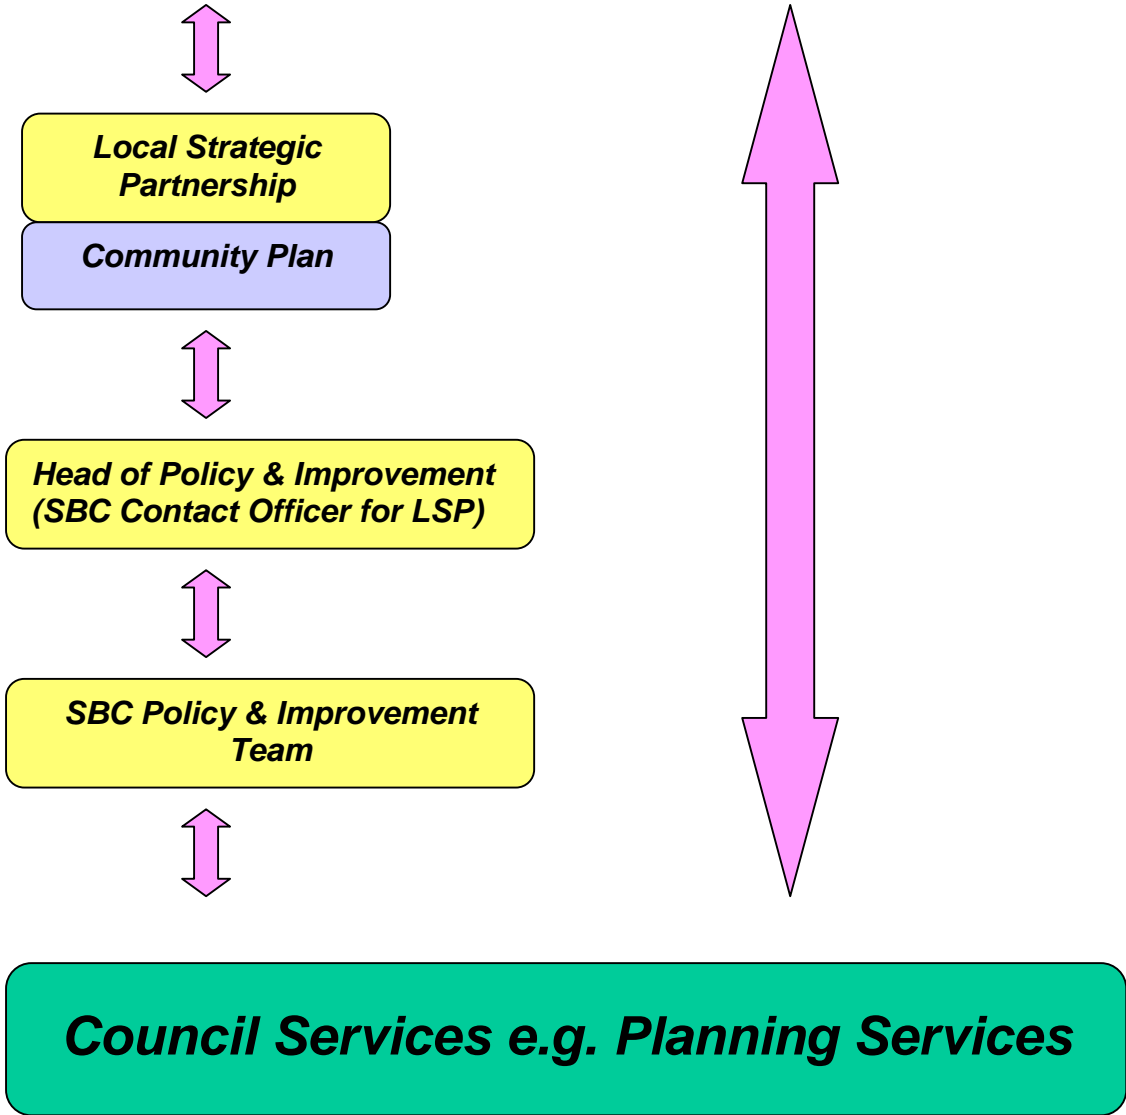 Local Strategic
Partnership
Community Plan
Head of Policy & Improvement
(SBC Contact Officer for LSP)
SBC Policy & Improvement
Team
Council Services e.g. Planning Services